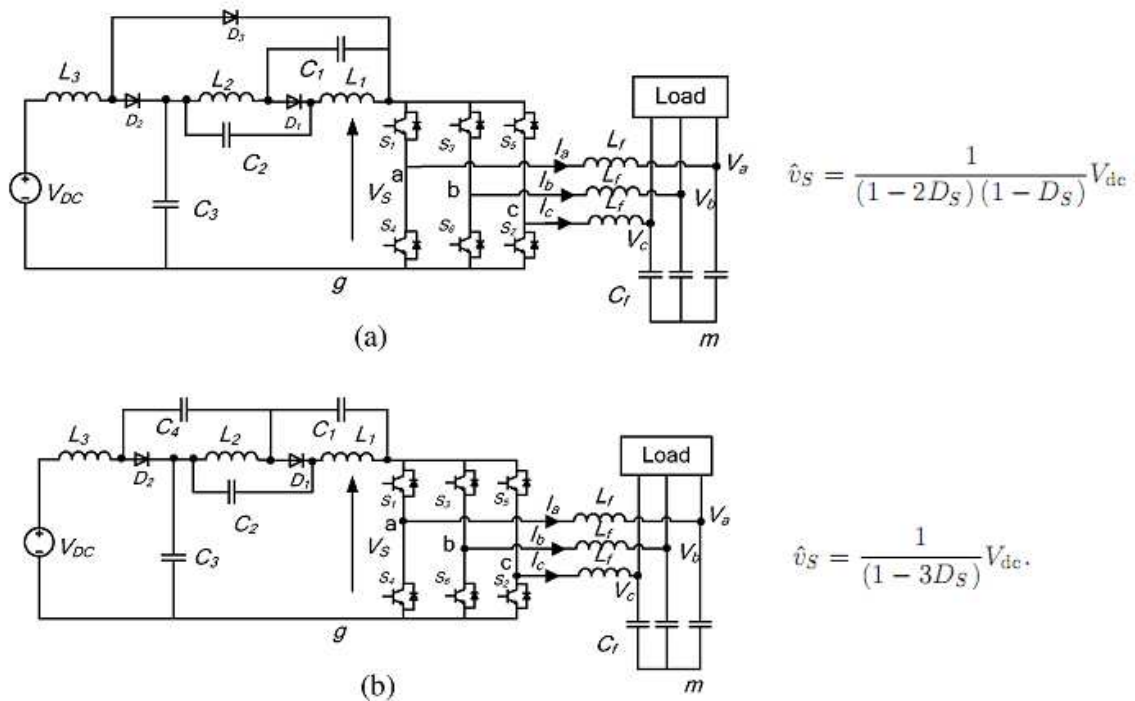 D3
C1
L3
L2
L1
D2
D1
C2
VDC
C3
VS
g
S1
S3
S5
a
b
c
S4
S6
S2
Ia
Ib
Ic
Lf
Lf
Lf
Load
Va
Vb
Vc
Cf
m
v̂S = 1 / (1 − 2DS) (1 − DS) Vdc
(a)
C4
C1
L3
L2
L1
D2
D1
C2
VDC
C3
VS
g
S1
S3
S5
a
b
c
S4
S6
S2
Ia
Ib
Ic
Lf
Lf
Lf
Load
Va
Vb
Vc
Cf
m
v̂S = 1 / (1 − 3DS) Vdc.
(b)